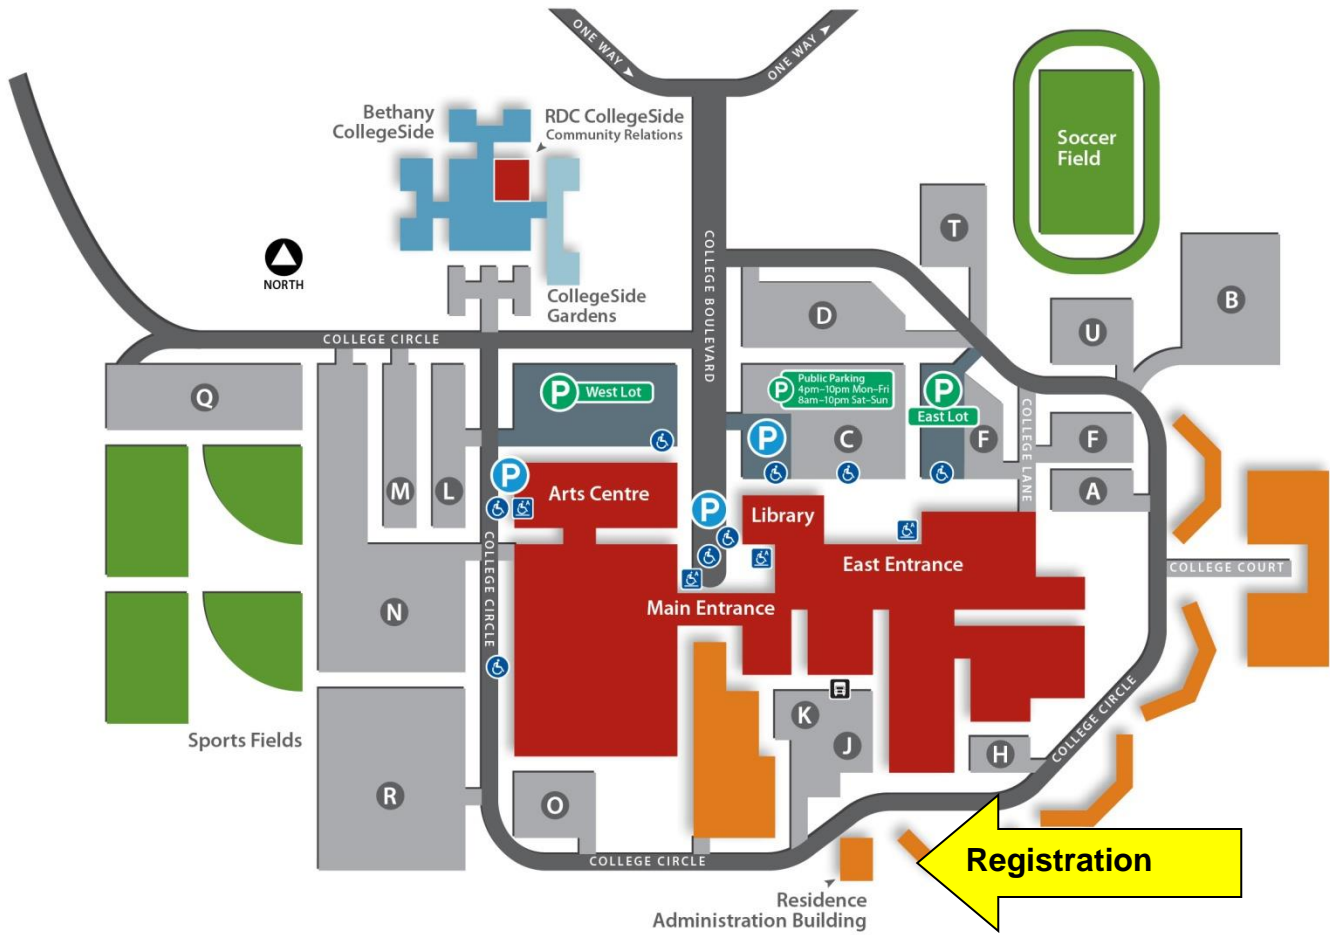 ONE WAY
ONE WAY
Bethany
CollegeSide
RDC CollegeSide
Community Relations
Soccer
Field
T
NORTH
CollegeSide
Gardens
COLLEGE BOULEVARD
D
U
B
COLLEGE CIRCLE
Q
P West Lot
P Public Parking
4pm–10pm Mon–Fri
8am–10pm Sat–Sun
P
East Lot
COLLEGE LANE
P
C
F
F
M
L
P
Arts Centre
A
P
Library
A
A
A
East Entrance
COLLEGE COURT
COLLEGE CIRCLE
N
Main Entrance
Sports Fields
K
J
H
COLLEGE CIRCLE
R
O
COLLEGE CIRCLE
Registration
Residence
Administration Building